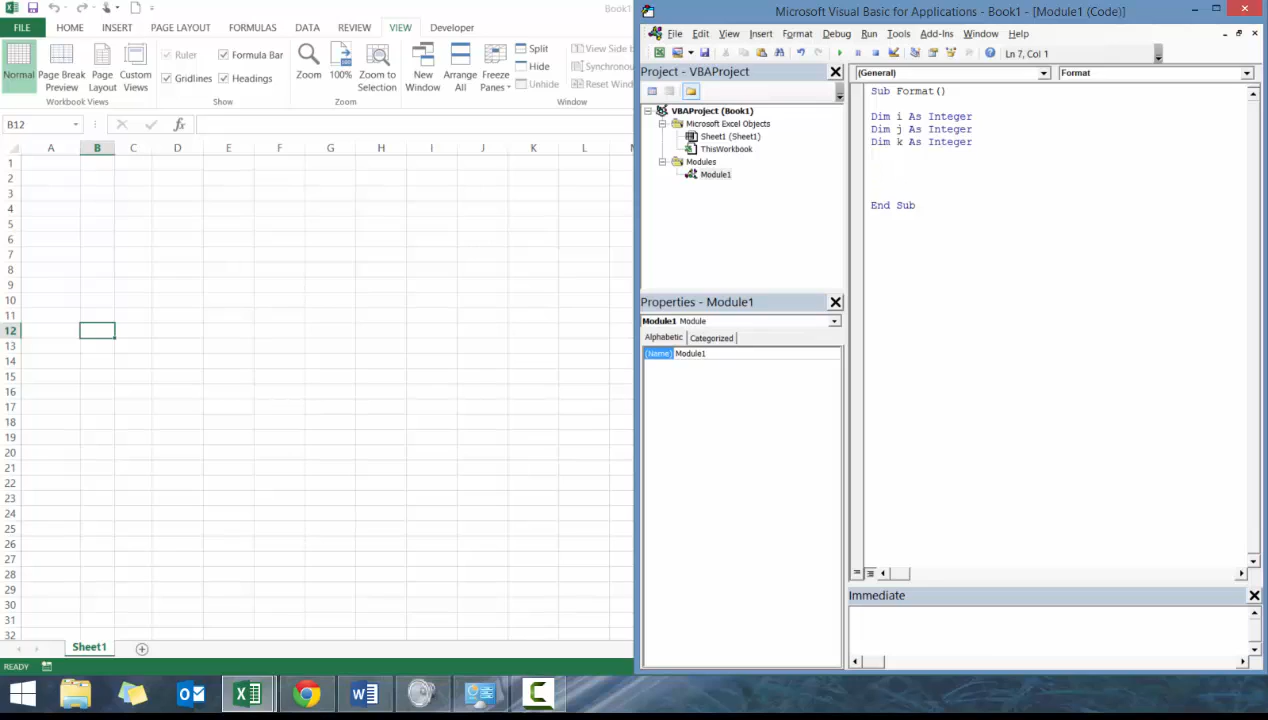 Book1
FILE HOME INSERT PAGE LAYOUT FORMULAS DATA REVIEW VIEW Developer
Normal
Page Break Preview
Page Layout
Custom Views
Ruler
Formula Bar
Gridlines
Headings
Zoom
100%
Zoom to Selection
New Window
Arrange All
Freeze Panes
Split
Hide
Unhide
View Side b
Synchronou
Reset Wind
Workbook Views
Show
Zoom
Window
B12
fx
A B C D E F G H I J K L
1
2
3
4
5
6
7
8
9
10
11
12
13
14
15
16
17
18
19
20
21
22
23
24
25
26
27
28
29
30
31
32
Sheet1
READY
Microsoft Visual Basic for Applications - Book1 - [Module1 (Code)]
File Edit View Insert Format Debug Run Tools Add-Ins Window Help
Ln 7, Col 1
Project - VBAProject
VBAProject (Book1)
Microsoft Excel Objects
Sheet1 (Sheet1)
ThisWorkbook
Modules
Module1
Properties - Module1
Module1 Module
Alphabetic Categorized
(Name) Module1
(General) Format
Sub Format()
Dim i As Integer
Dim j As Integer
Dim k As Integer
End Sub
Immediate